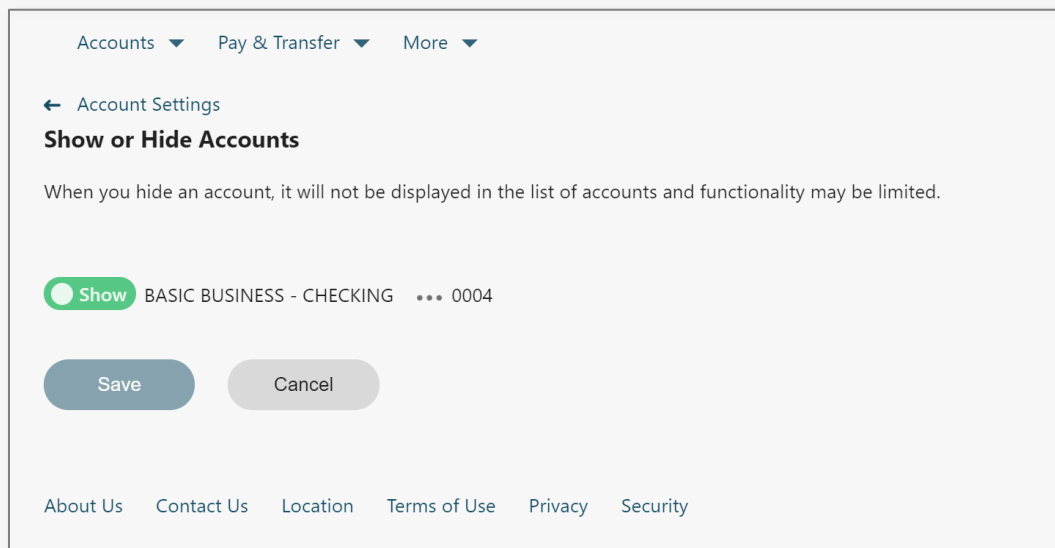 Accounts Pay & Transfer More
Account Settings
Show or Hide Accounts
When you hide an account, it will not be displayed in the list of accounts and functionality may be limited.
Show BASIC BUSINESS - CHECKING ••• 0004
Save Cancel
About Us Contact Us Location Terms of Use Privacy Security